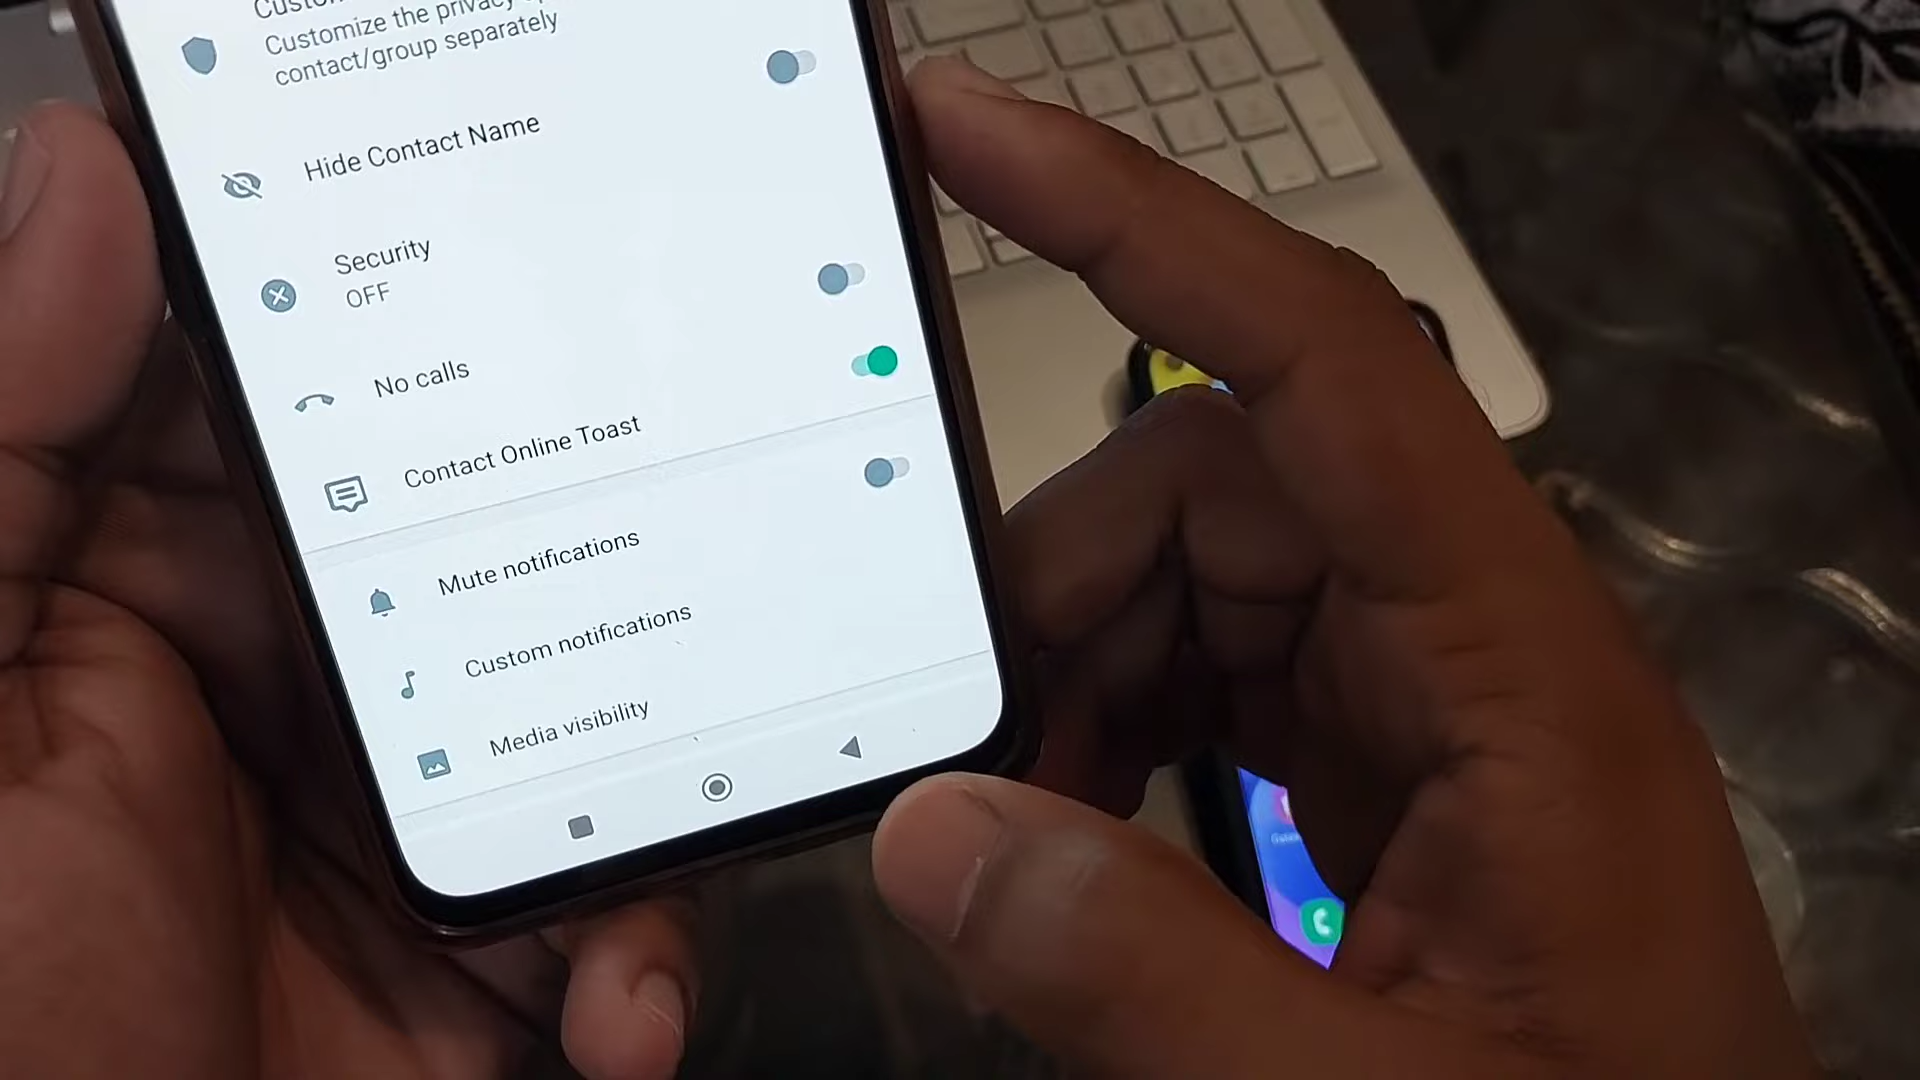 Customize the privacy
contact/group separately
Hide Contact Name
Security
OFF
No calls
Contact Online Toast
Mute notifications
Custom notifications
Media visibility